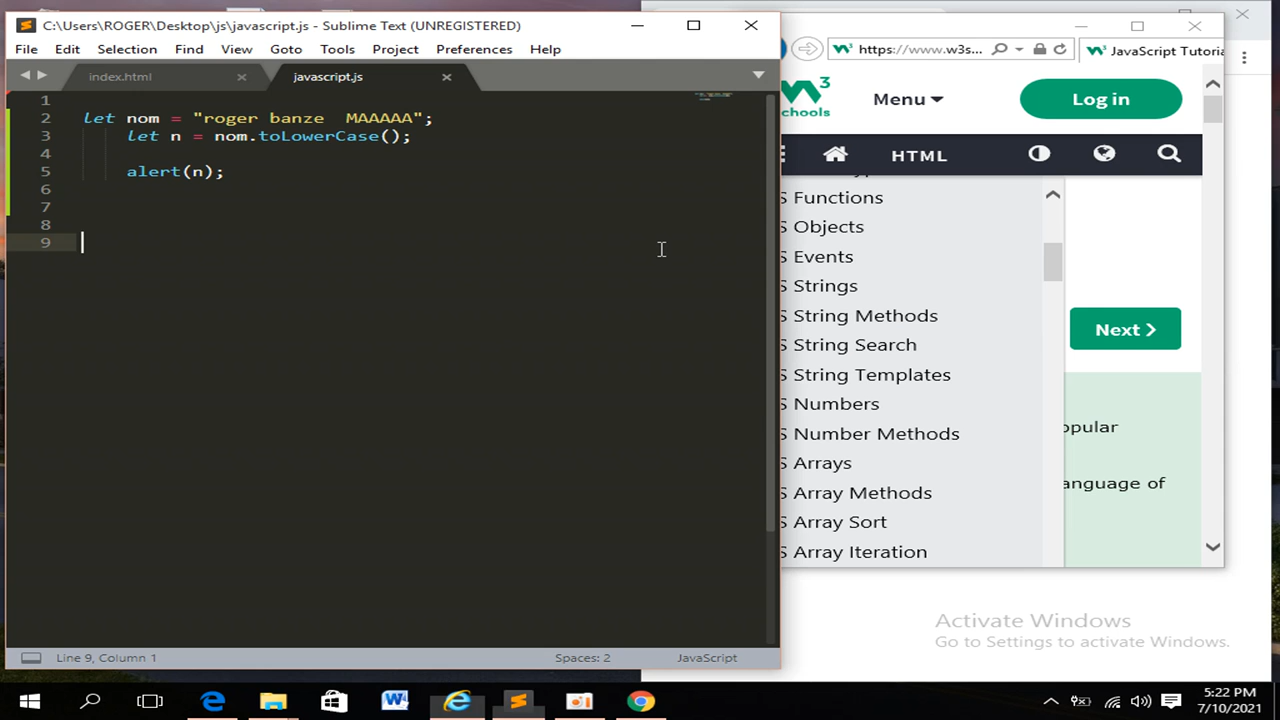 C:\Users\ROGER\Desktop\js\javascript.js - Sublime Text (UNREGISTERED)
File Edit Selection Find View Goto Tools Project Preferences Help
index.html
javascript.js
1
2 let nom = "roger banze  MAAAAA";
3 let n = nom.toLowerCase();
4
5 alert(n);
6
7
8
9
Line 9, Column 1
Spaces: 2
JavaScript
https://www.w3s...
JavaScript Tutoria
3
chools
Menu
Log in
HTML
S Functions
S Objects
S Events
S Strings
S String Methods
S String Search
S String Templates
S Numbers
S Number Methods
S Arrays
S Array Methods
S Array Sort
S Array Iteration
Next
opular
anguage of
Activate Windows
Go to Settings to activate Windows.
5:22 PM
7/10/2021